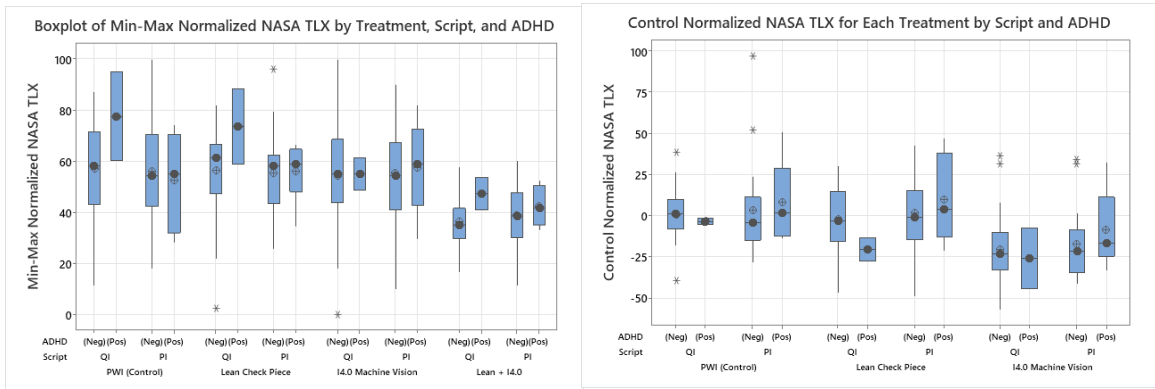 Boxplot of Min-Max Normalized NASA TLX by Treatment, Script, and ADHD
Min-Max Normalized NASA TLX
100
80
60
40
20
0
ADHD (Neg)(Pos) (Neg)(Pos) (Neg)(Pos) (Neg)(Pos) (Neg)(Pos) (Neg)(Pos) (Neg)(Pos) (Neg)(Pos)
Script QI PI QI PI QI PI QI PI
PWI (Control) Lean Check Piece I4.0 Machine Vision Lean + I4.0
Control Normalized NASA TLX for Each Treatment by Script and ADHD
Control Normalized NASA TLX
100
75
50
25
0
-25
-50
ADHD (Neg) (Pos) (Neg) (Pos) (Neg) (Pos) (Neg) (Pos) (Neg) (Pos) (Neg) (Pos)
Script QI PI QI PI QI PI
PWI (Control) Lean Check Piece I4.0 Machine Vision